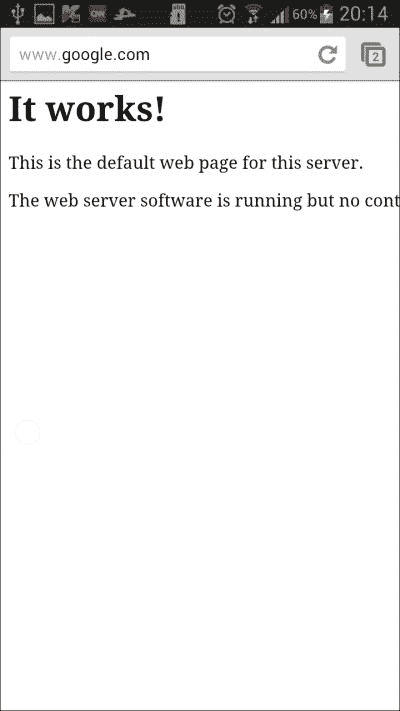 60% 20:14
www.google.com
2
It works!
This is the default web page for this server.
The web server software is running but no cont